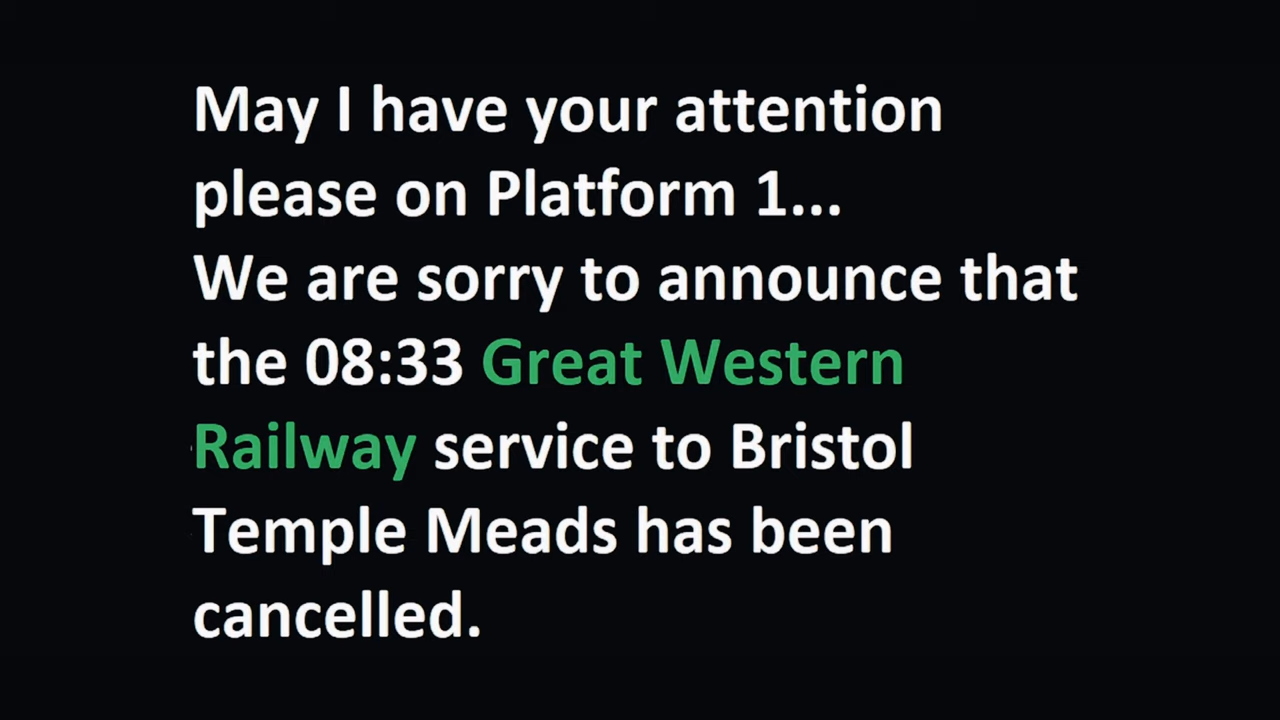 May I have your attention
please on Platform 1...
We are sorry to announce that
the 08:33 Great Western
Railway service to Bristol
Temple Meads has been
cancelled.